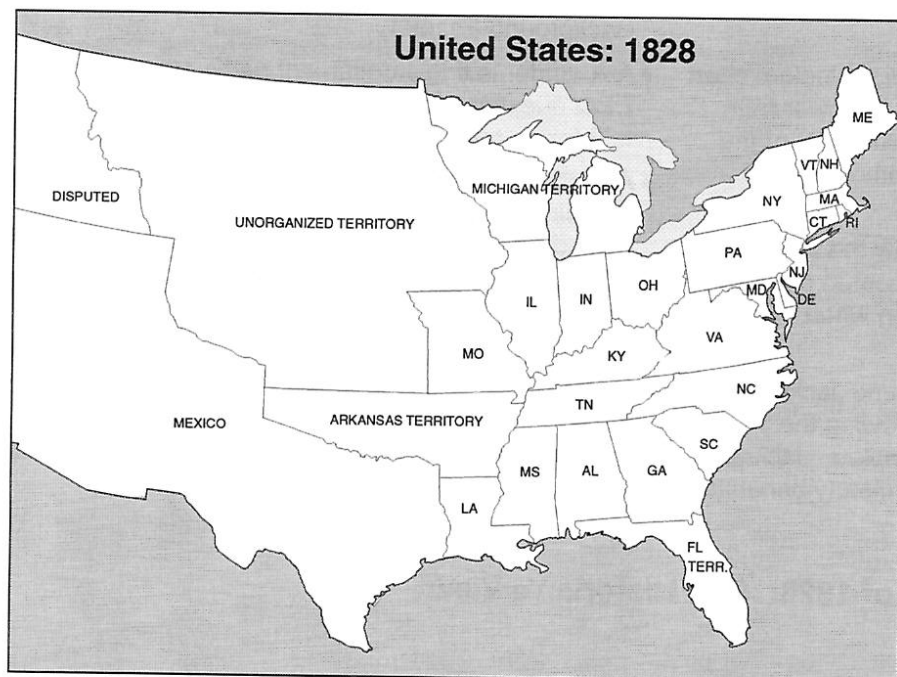 United States: 1828
ME
VT
NH
DISPUTED
MICHIGAN TERRITORY
MA
NY
UNORGANIZED TERRITORY
CT
RI
PA
NJ
IL
IN
OH
MD
DE
VA
MO
KY
NC
TN
MEXICO
ARKANSAS TERRITORY
SC
MS
AL
GA
LA
FL
TERR.